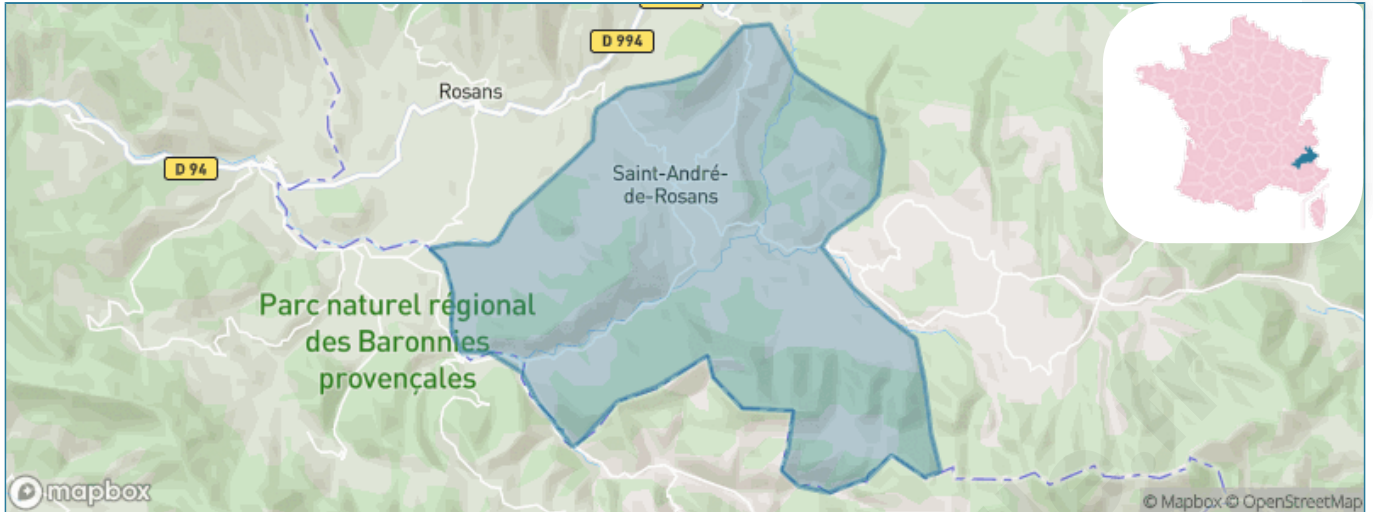 D 994
Rosans
D 94
Saint-André-
de-Rosans
Parc naturel régional
des Baronnies
provençales
mapbox
© Mapbox © OpenStreetMap